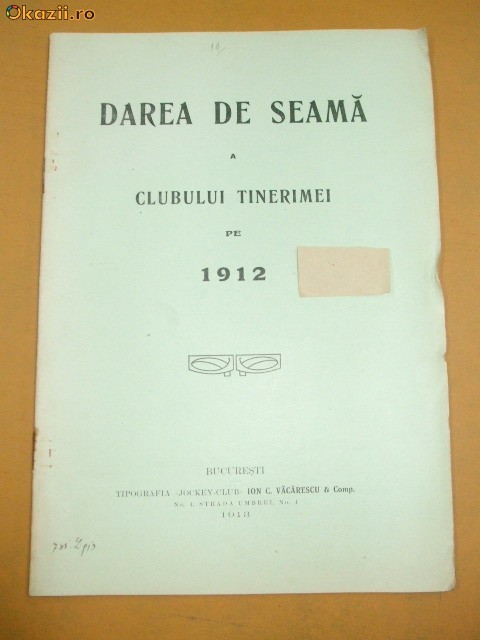 Okazii.ro
DAREA DE SEAMĂ
A
CLUBULUI TINERIMEI
PE
1912
BUCUREȘTI
TIPOGRAFIA «JOCKEY-CLUB» ION C. VĂCĂRESCU & Comp.
No. 1, STRADA UMBREI, No. 1
1913